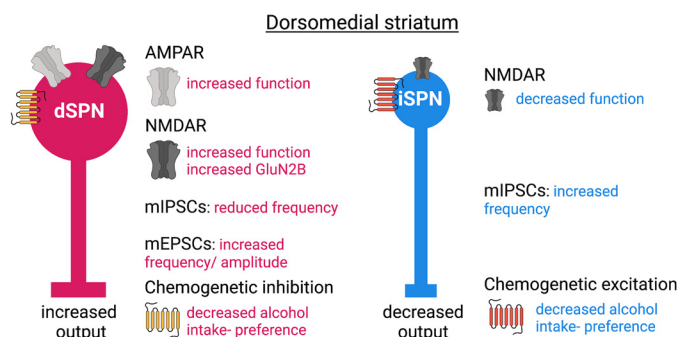 Dorsomedial striatum
dSPN
increased
output
AMPAR
increased function
NMDAR
increased function
increased GluN2B
mIPSCs: reduced frequency
mEPSCs: increased
frequency/ amplitude
Chemogenetic inhibition
decreased alcohol
intake- preference
iSPN
decreased
output
NMDAR
decreased function
mIPSCs: increased
frequency
Chemogenetic excitation
decreased alcohol
intake- preference